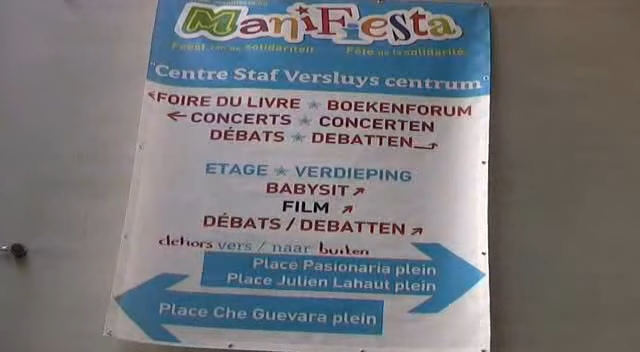 ManiFiesta
Feest van de solidariteit Fête de la solidarité
Centre Staf Versluys centrum
FOIRE DU LIVRE ★ BOEKENFORUM
CONCERTS ★ CONCERTEN
DÉBATS ★ DEBATTEN
ETAGE ★ VERDIEPING
BABYSIT
FILM
DÉBATS / DEBATTEN
dehors vers / naar buiten
Place Pasionaria plein
Place Julien Lahaut plein
Place Che Guevara plein